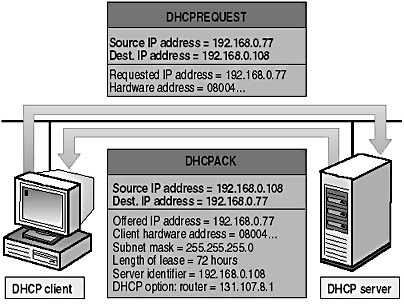 DHCPREQUEST
Source IP address = 192.168.0.77
Dest. IP address = 192.168.0.108
Requested IP address = 192.168.0.77
Hardware address = 08004...
DHCPACK
Source IP address = 192.168.0.108
Dest. IP address = 192.168.0.77
Offered IP address = 192.168.0.77
Client hardware address = 08004...
Subnet mask = 255.255.255.0
Length of lease = 72 hours
Server identifier = 192.168.0.108
DHCP option: router = 131.107.8.1
DHCP client
DHCP server